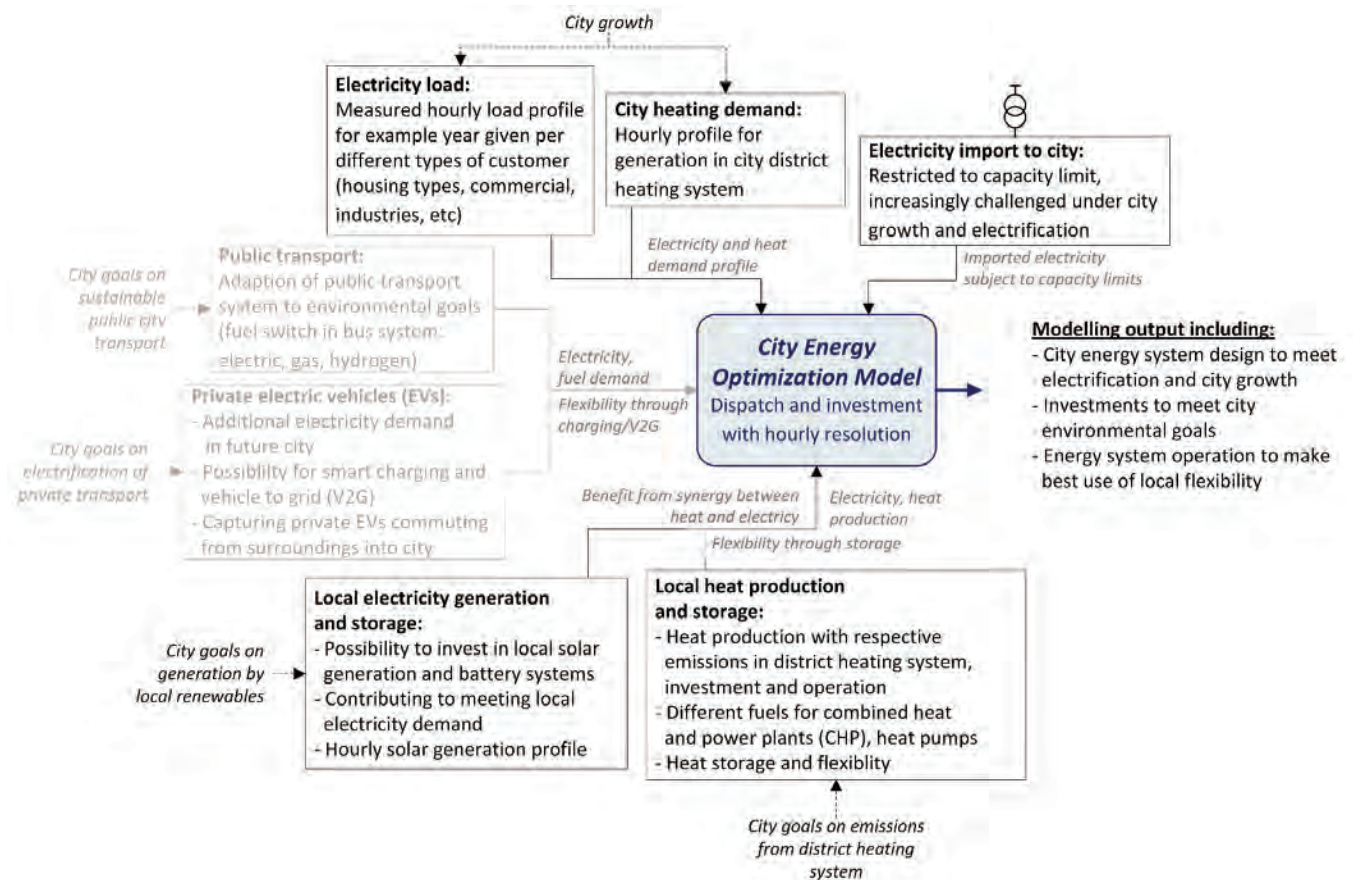 City growth
Electricity load:
Measured hourly load profile
for example year given per
different types of customer
(housing types, commercial,
industries, etc)
City heating demand:
Hourly profile for
generation in city district
heating system
Electricity import to city:
Restricted to capacity limit,
increasingly challenged under city
growth and electrification
Electricity and heat
demand profile
Imported electricity
subject to capacity limits
City goals on
sustainable
public city
transport
Public transport:
Adaption of public transport
system to environmental goals
(fuel switch in bus system:
electric, gas, hydrogen)
City goals on
electrification of
private transport
Private electric vehicles (EVs):
- Additional electricity demand
in future city
- Possiblilty for smart charging and
vehicle to grid (V2G)
- Capturing private EVs commuting
from surroundings into city
Electricity,
fuel demand
Flexibility through
charging/V2G
City Energy
Optimization Model
Dispatch and investment
with hourly resolution
Modelling output including:
- City energy system design to meet
electrification and city growth
- Investments to meet city
environmental goals
- Energy system operation to make
best use of local flexibility
Benefit from synergy between
heat and electricy
Electricity, heat
production
Flexibility through storage
City goals on
generation by
local renewables
Local electricity generation
and storage:
- Possibility to invest in local solar
generation and battery systems
- Contributing to meeting local
electricity demand
- Hourly solar generation profile
Local heat production
and storage:
- Heat production with respective
emissions in district heating system,
investment and operation
- Different fuels for combined heat
and power plants (CHP), heat pumps
- Heat storage and flexiblity
City goals on emissions
from district heating
system